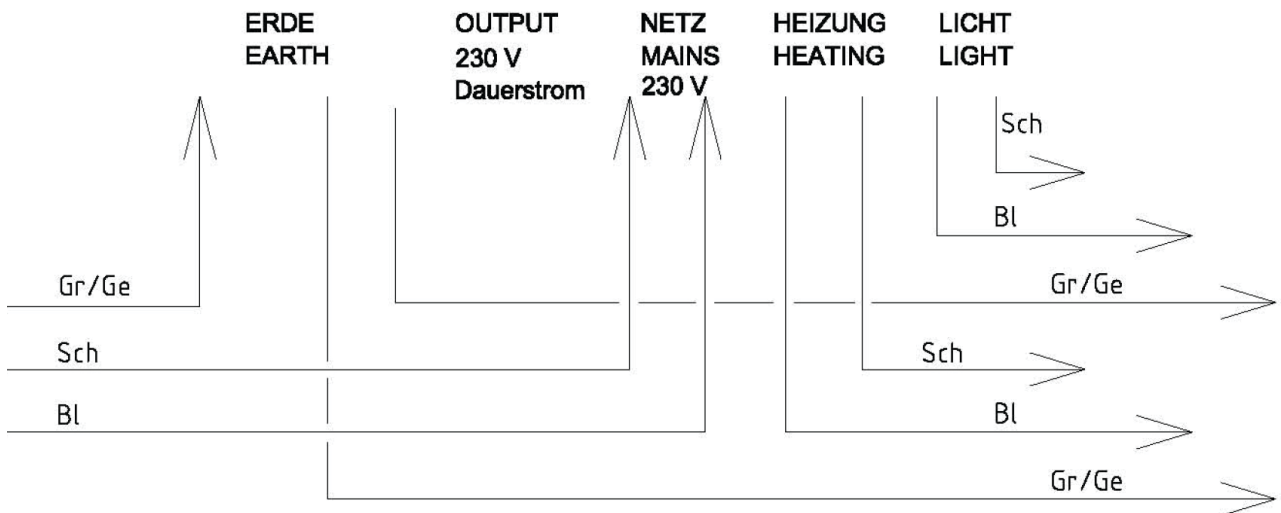 ERDE
EARTH
OUTPUT
230 V
Dauerstrom
NETZ
MAINS
230 V
HEIZUNG
HEATING
LICHT
LIGHT
Sch
Bl
Gr/Ge
Gr/Ge
Sch
Sch
Bl
Bl
Gr/Ge